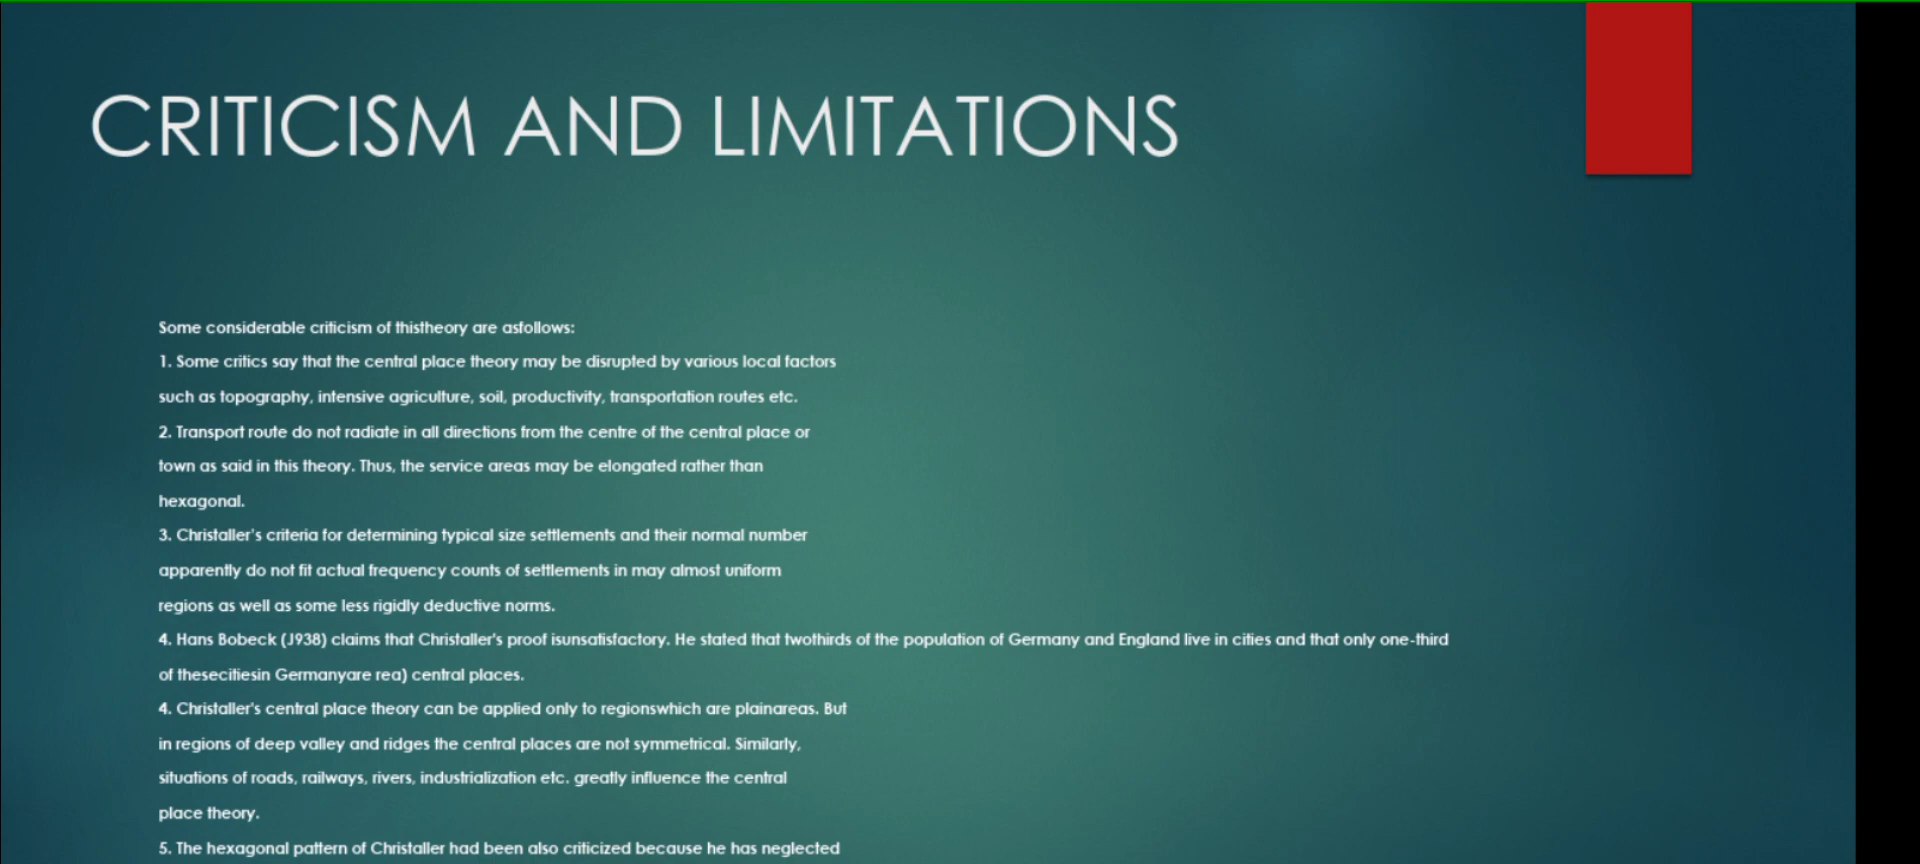 CRITICISM AND LIMITATIONS
Some considerable criticism of thistheory are asfollows:
1. Some critics say that the central place theory may be disrupted by various local factors
such as topography, intensive agriculture, soil, productivity, transportation routes etc.
2. Transport route do not radiate in all directions from the centre of the central place or
town as said in this theory. Thus, the service areas may be elongated rather than
hexagonal.
3. Christaller's criteria for determining typical size settlements and their normal number
apparently do not fit actual frequency counts of settlements in may almost uniform
regions as well as some less rigidly deductive norms.
4. Hans Bobeck (J938) claims that Christaller's proof isunsatisfactory. He stated that twothirds of the population of Germany and England live in cities and that only one-third
of thesecitiesin Germanyare rea) central places.
4. Christaller's central place theory can be applied only to regionswhich are plainareas. But
in regions of deep valley and ridges the central places are not symmetrical. Similarly,
situations of roads, railways, rivers, industrialization etc. greatly influence the central
place theory.
5. The hexagonal pattern of Christaller had been also criticized because he has neglected